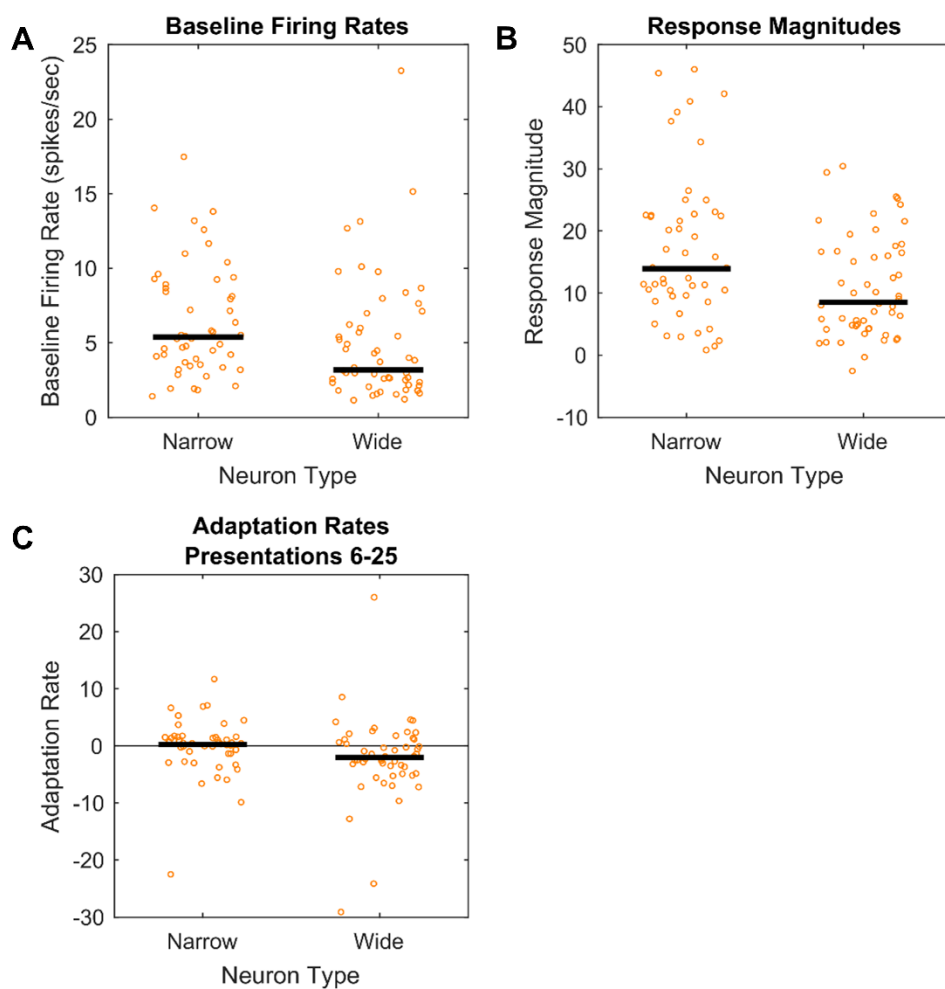 A
Baseline Firing Rates
Baseline Firing Rate (spikes/sec)
25
20
15
10
5
0
Narrow
Wide
Neuron Type
B
Response Magnitudes
Response Magnitude
50
40
30
20
10
0
-10
Narrow
Wide
Neuron Type
C
Adaptation Rates
Presentations 6-25
Adaptation Rate
30
20
10
0
-10
-20
-30
Narrow
Wide
Neuron Type